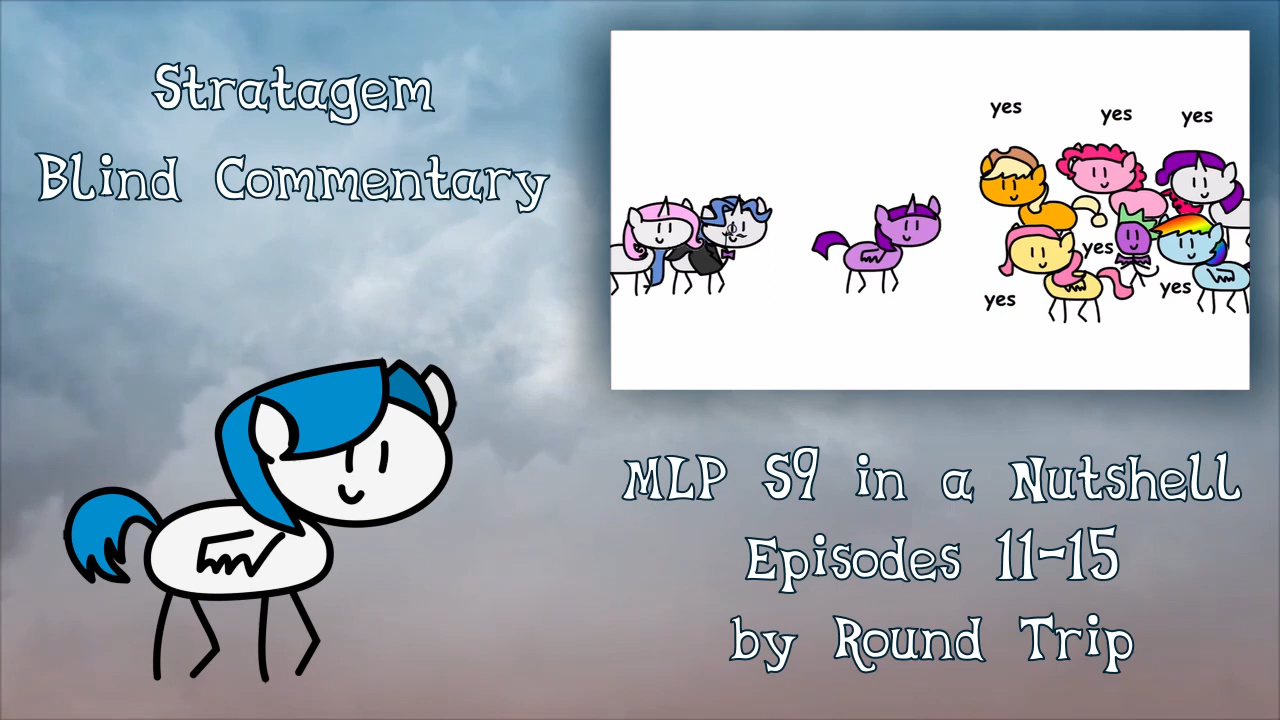 Stratagem
Blind Commentary
yes
yes
yes
yes
yes
yes
MLP S9 in a Nutshell
Episodes 11-15
by Round Trip